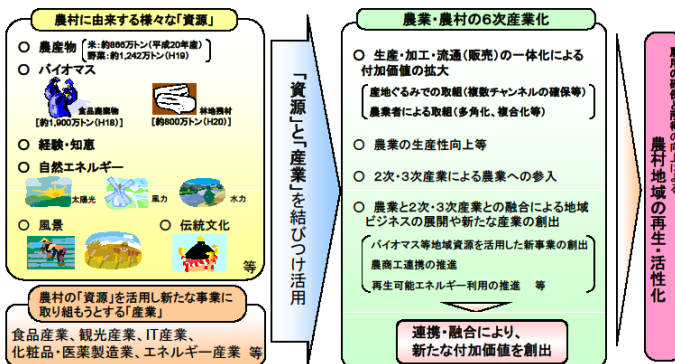 農村に由来する様々な「資源」
○ 農産物
米:約866万トン(平成20年産)
野菜:約1,242万トン(H19)
○ バイオマス
食品廃棄物
[約1,900万トン(H18)]
林地残材
[約800万トン(H20)]
○ 経験・知恵
○ 自然エネルギー
太陽光
風力
水力
○ 風景
○ 伝統文化
等
農村の「資源」を活用し新たな事業に
取り組もうとする「産業」
食品産業、観光産業、IT産業、
化粧品・医薬製造業、エネルギー産業 等
「資源」と「産業」を結びつけ活用
農業・農村の6次産業化
○ 生産・加工・流通(販売)の一体化による
付加価値の拡大
産地ぐるみでの取組(複数チャンネルの確保等)
農業者による取組(多角化、複合化等)
○ 農業の生産性向上等
○ 2次・3次産業による農業への参入
○ 農業と2次・3次産業との融合による地域
ビジネスの展開や新たな産業の創出
バイオマス等地域資源を活用した新事業の創出
農商工連携の推進
再生可能エネルギー利用の推進 等
連携・融合により、
新たな付加価値を創出
雇用の確保と所得の向上による
農村地域の再生・活性化